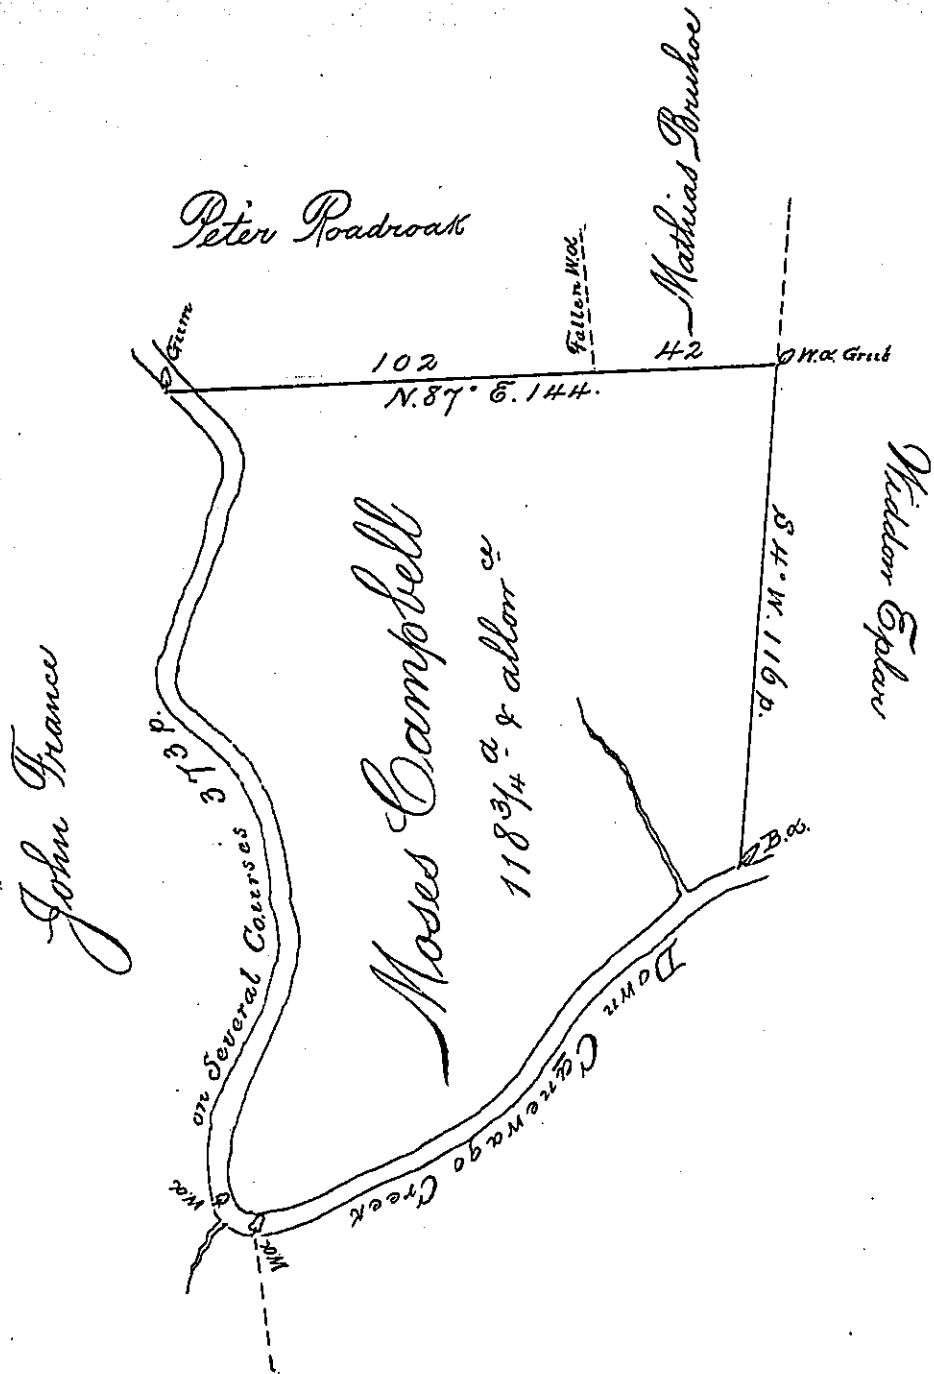 Mathias Bruhoe
Peter Roadroak
Fallen W.O.
Gum
102
42
W.O. Grub
N. 87° E. 144.
Widdow Eplar
S 4° W. 116 p.
Moses Campbell
118 3/4 a & allow ce
John France
373 p.
on Several Courses
B.O.
Down
Canewago Creek
W.O.
W.O.